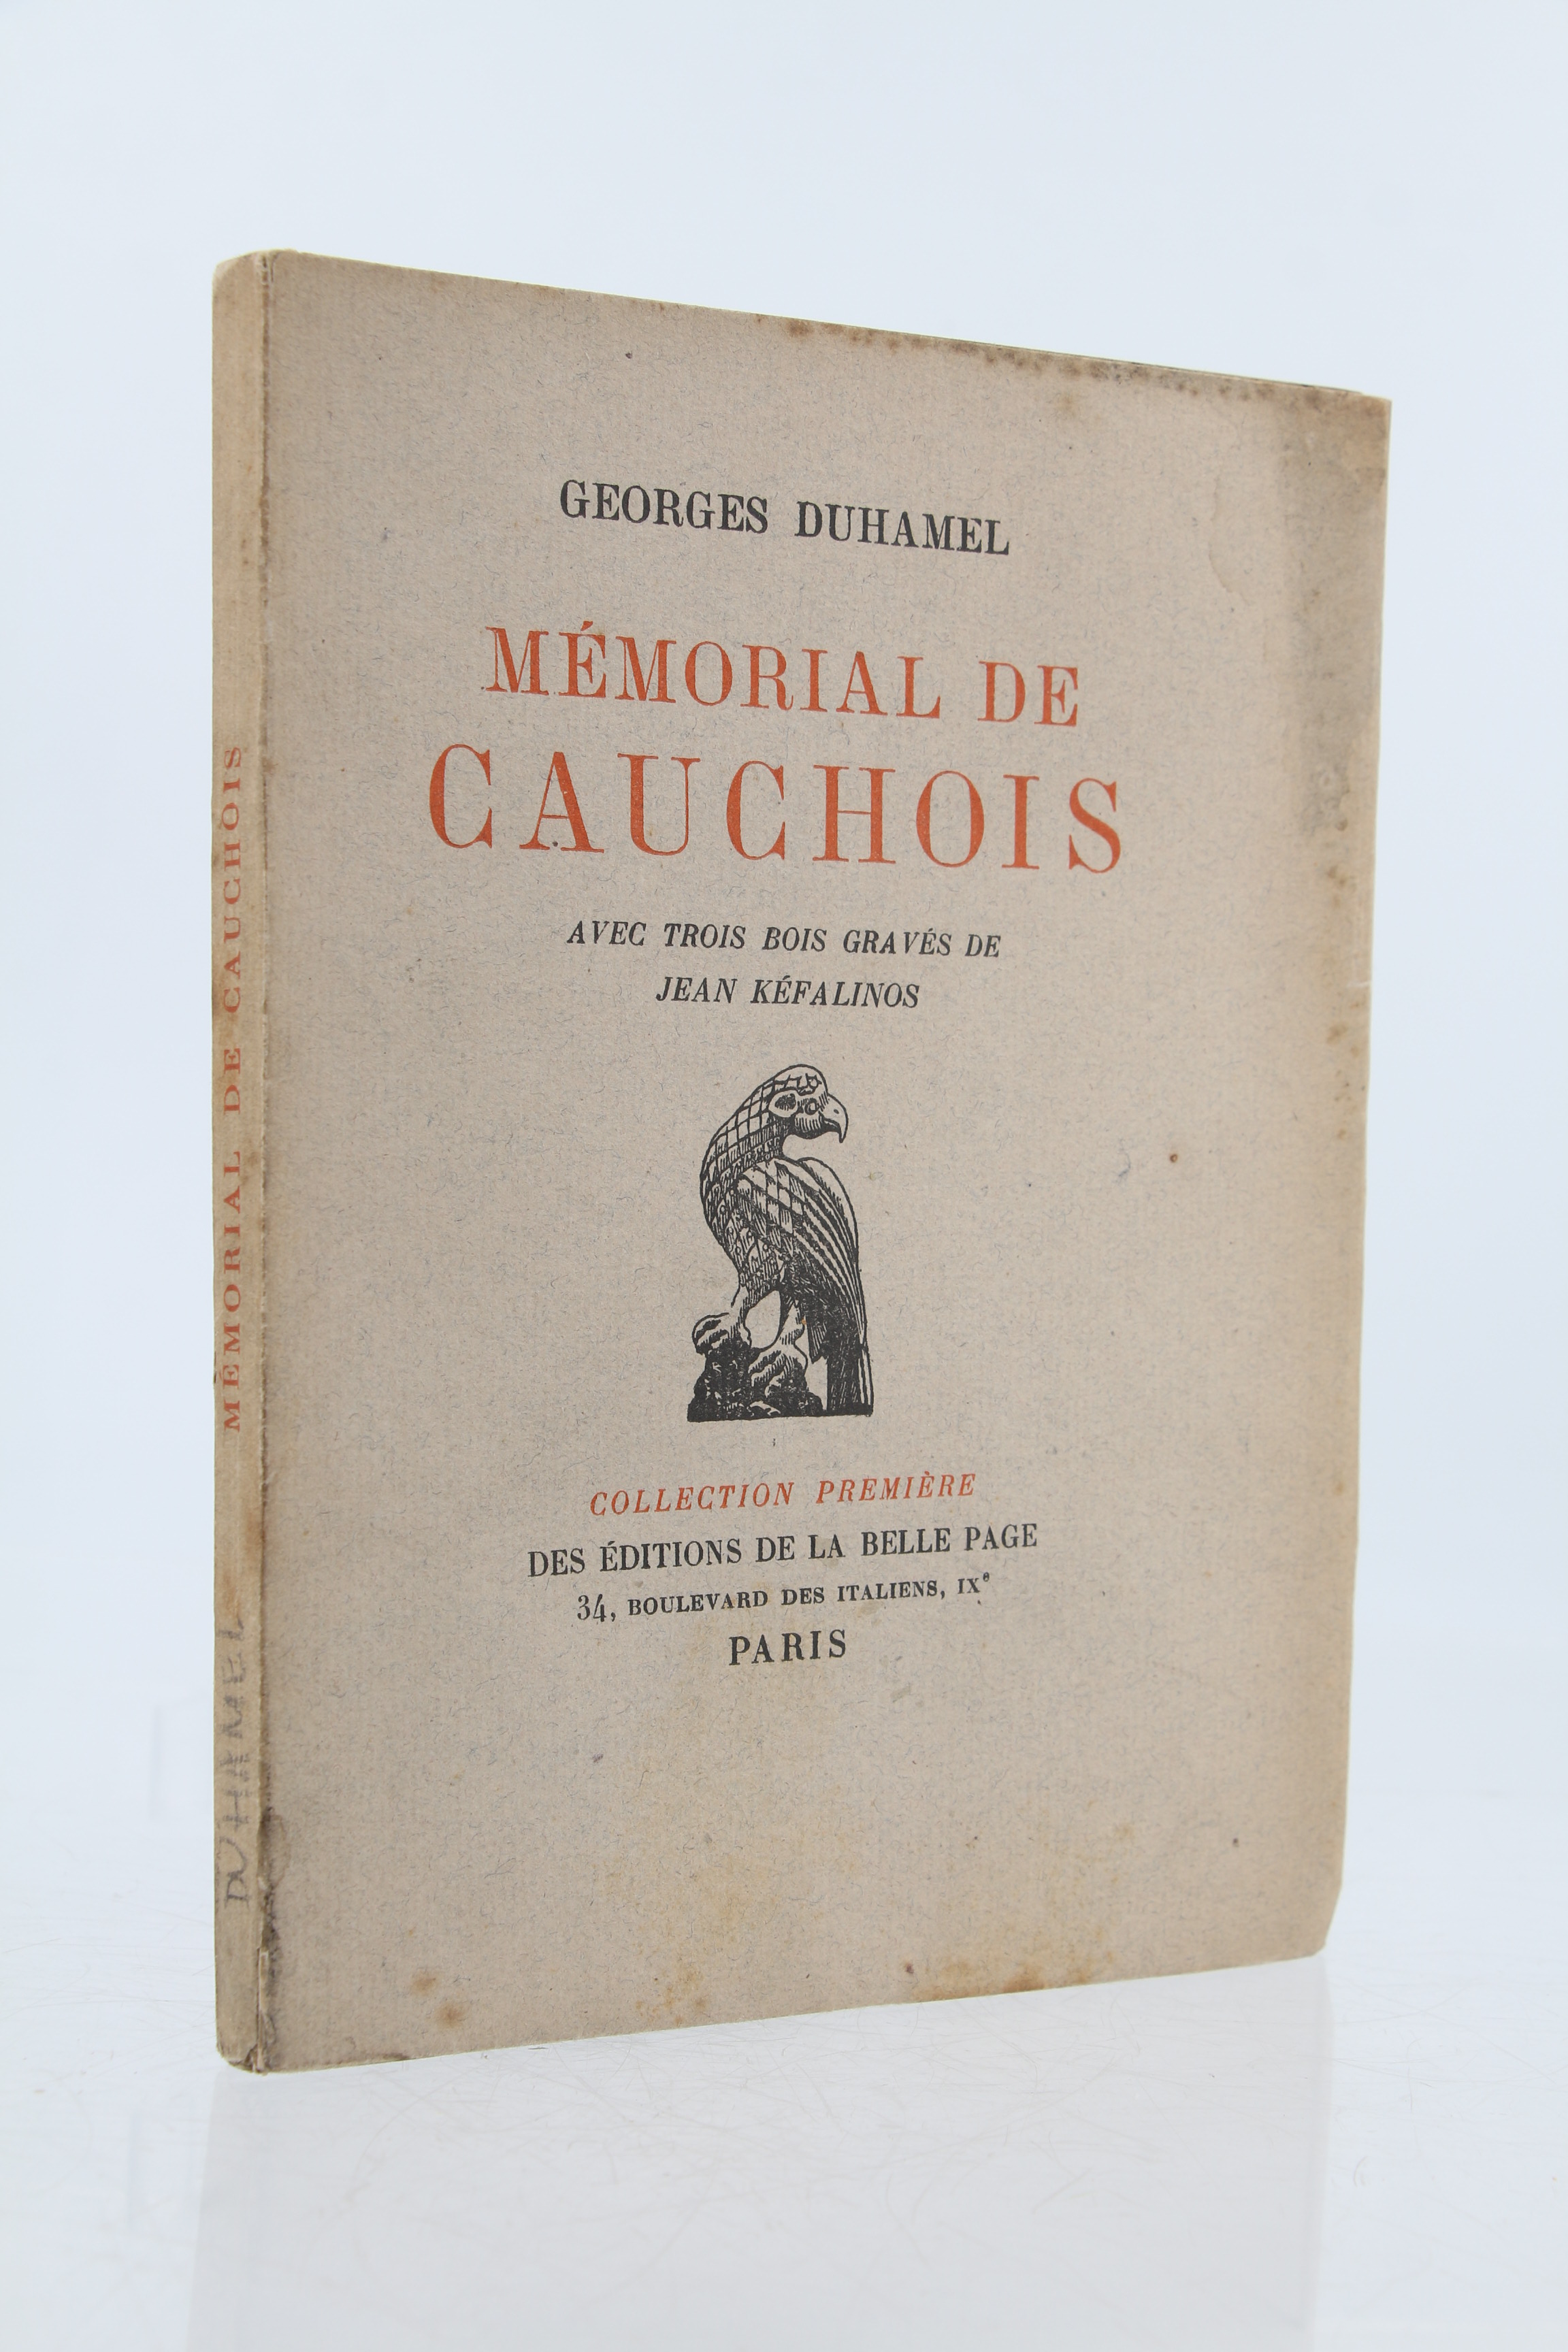 GEORGES DUHAMEL
MÉMORIAL DE
CAUCHOIS
AVEC TROIS BOIS GRAVÉS DE
JEAN KÉFALINOS
COLLECTION PREMIÈRE
DES ÉDITIONS DE LA BELLE PAGE
34, BOULEVARD DES ITALIENS, IXᵉ
PARIS
MÉMORIAL DE CAUCHOIS
DUHAMEL